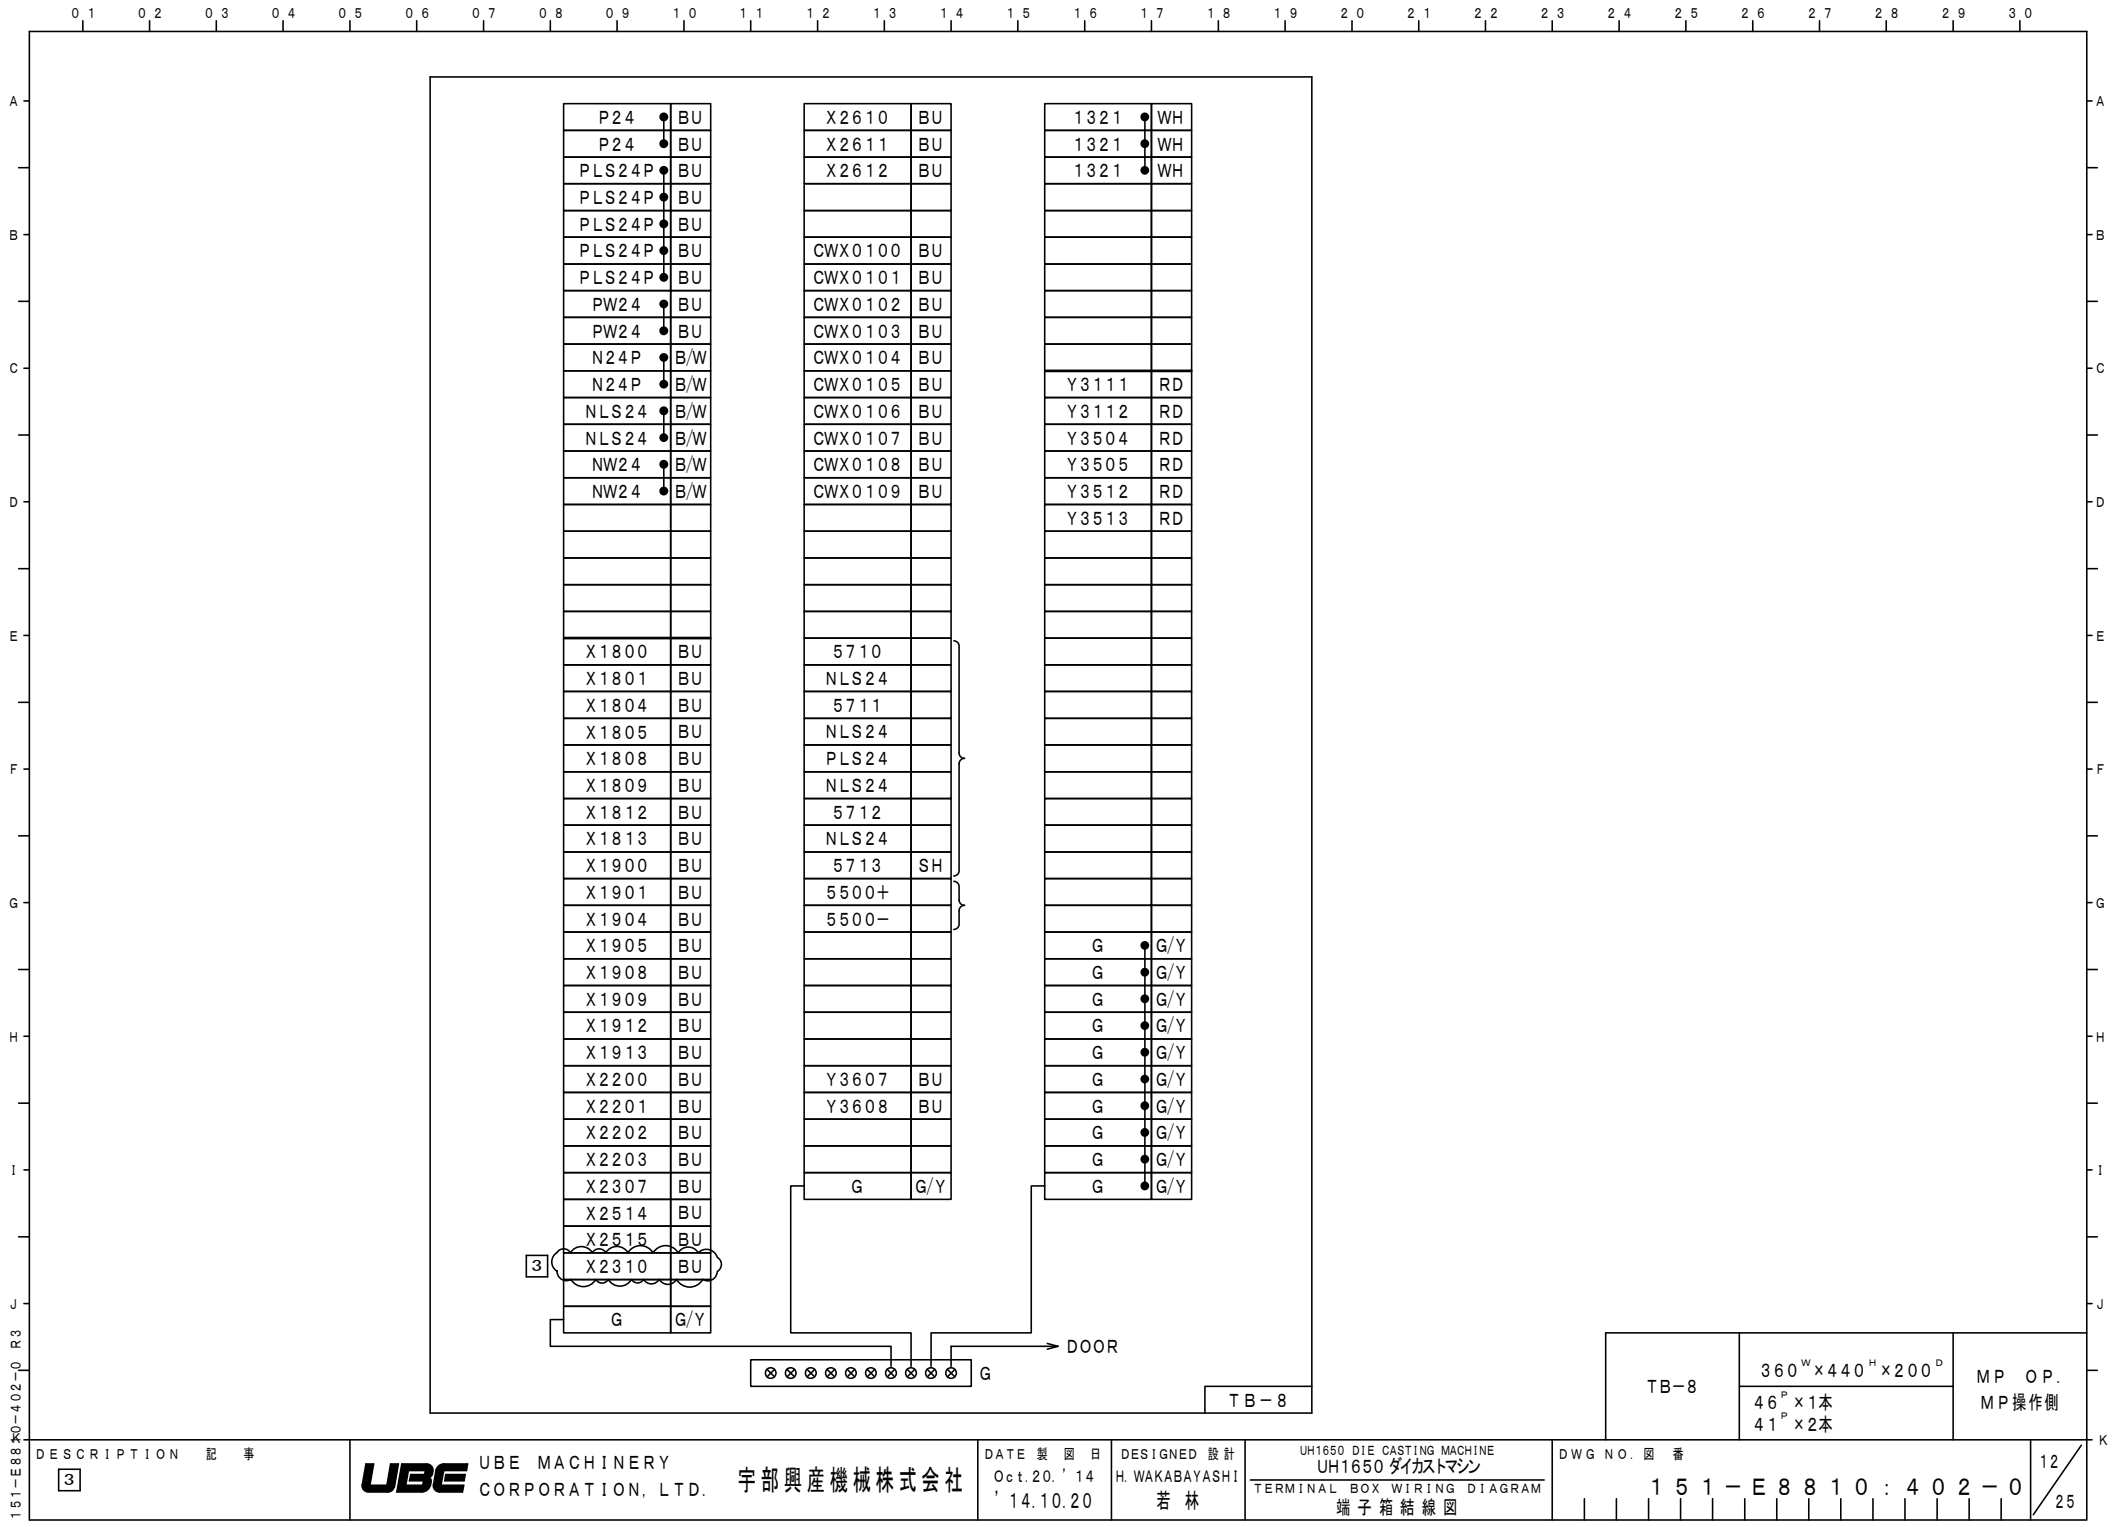 01 02 03 04 05 06 07 08 09 10 11 12 13 14 15 16 17 18 19 20 21 22 23 24 25 26 27 28 29 30
A A
B B
C C
D D
E E
F F
G G
H H
I I
J J
K K
P24 BU
P24 BU
PLS24P BU
PLS24P BU
PLS24P BU
PLS24P BU
PLS24P BU
PW24 BU
PW24 BU
N24P B/W
N24P B/W
NLS24 B/W
NLS24 B/W
NW24 B/W
NW24 B/W
X1800 BU
X1801 BU
X1804 BU
X1805 BU
X1808 BU
X1809 BU
X1812 BU
X1813 BU
X1900 BU
X1901 BU
X1904 BU
X1905 BU
X1908 BU
X1909 BU
X1912 BU
X1913 BU
X2200 BU
X2201 BU
X2202 BU
X2203 BU
X2307 BU
X2514 BU
X2515 BU
3 X2310 BU
G G/Y
X2610 BU
X2611 BU
X2612 BU
CWX0100 BU
CWX0101 BU
CWX0102 BU
CWX0103 BU
CWX0104 BU
CWX0105 BU
CWX0106 BU
CWX0107 BU
CWX0108 BU
CWX0109 BU
5710
NLS24
5711
NLS24
PLS24
NLS24
5712
NLS24
5713 SH
5500+
5500−
Y3607 BU
Y3608 BU
G G/Y
1321 WH
1321 WH
1321 WH
Y3111 RD
Y3112 RD
Y3504 RD
Y3505 RD
Y3512 RD
Y3513 RD
G G/Y
G G/Y
G G/Y
G G/Y
G G/Y
G G/Y
G G/Y
G G/Y
G G/Y
G G/Y
DOOR
G
TB−8
TB−8
360W×440H×200D
46P×1本
41P×2本
MP OP.
MP操作側
151−E8810−402−0 R3
DESCRIPTION 記 事
3
UBE
UBE MACHINERY
CORPORATION, LTD.
宇部興産機械株式会社
DATE 製 図 日
Oct.20.'14
'14.10.20
DESIGNED 設計
H. WAKABAYASHI
若 林
UH1650 DIE CASTING MACHINE
UH1650 ダイカストマシン
TERMINAL BOX WIRING DIAGRAM
端子箱結線図
DWG NO. 図 番
151−E8810:402−0
12/25